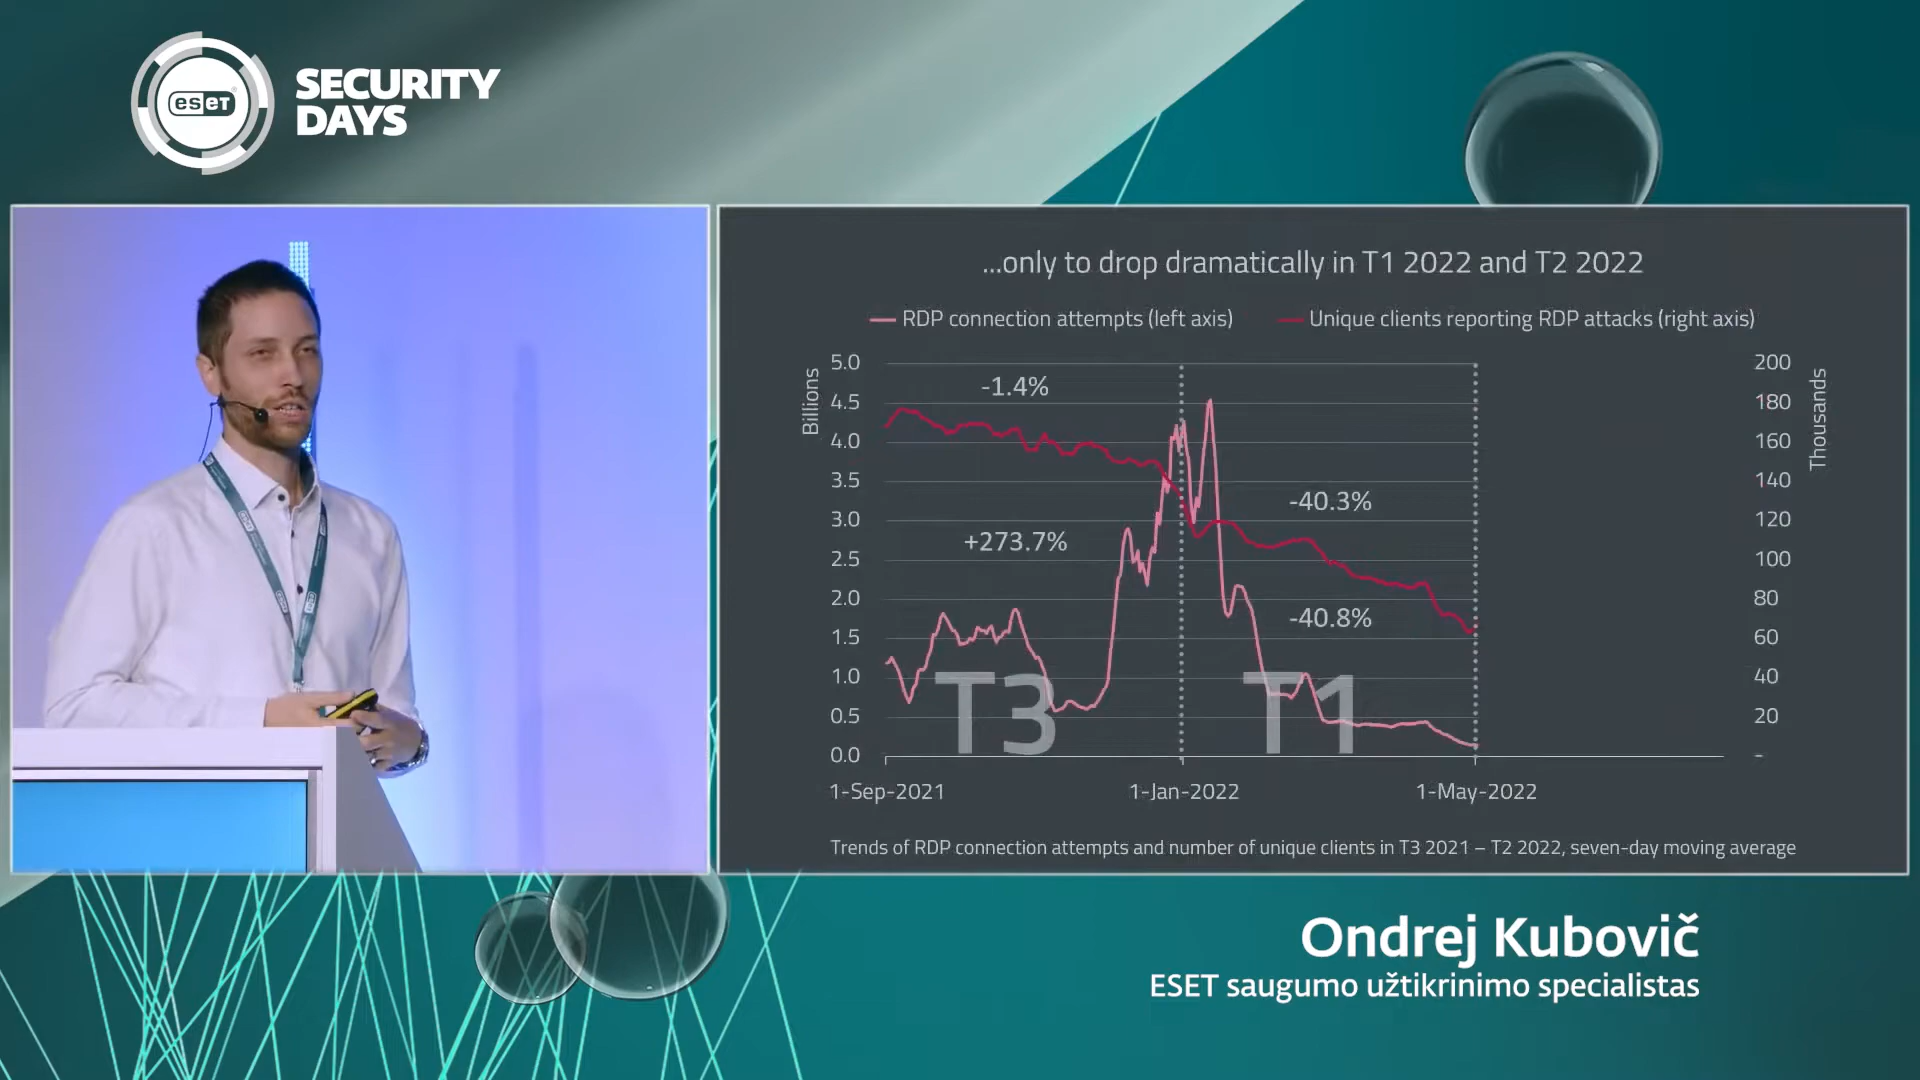 eseT
SECURITY
DAYS
...only to drop dramatically in T1 2022 and T2 2022
RDP connection attempts (left axis)
Unique clients reporting RDP attacks (right axis)
Billions
Thousands
5.0
4.5
4.0
3.5
3.0
2.5
2.0
1.5
1.0
0.5
0.0
200
180
160
140
120
100
80
60
40
20
-
-1.4%
+273.7%
-40.3%
-40.8%
T3
T1
1-Sep-2021
1-Jan-2022
1-May-2022
Trends of RDP connection attempts and number of unique clients in T3 2021 – T2 2022, seven-day moving average
Ondrej Kubovič
ESET saugumo užtikrinimo specialistas